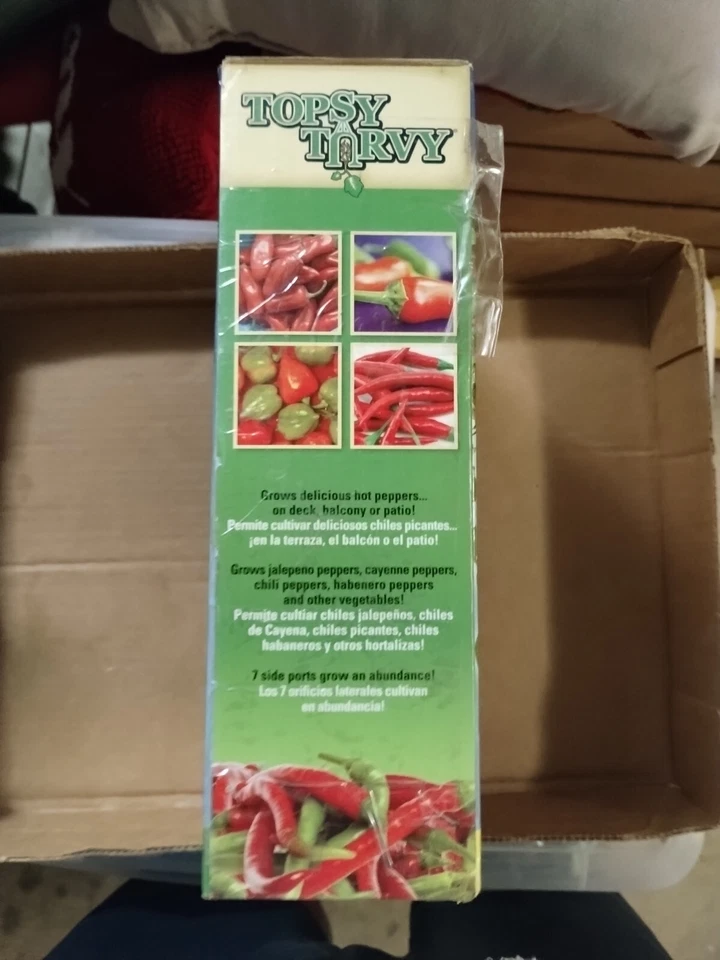 TOPSY
TURVY
Grows delicious hot peppers...
on deck, balcony or patio!
Permite cultivar deliciosos chiles picantes...
¡en la terraza, el balcón o el patio!
Grows jalepeno peppers, cayenne peppers,
chili peppers, habenero peppers
and other vegetables!
Permite cultiar chiles jalopeños, chiles
de Cayena, chiles picantes, chiles
habaneros y otros hortalizas!
7 side ports grow an abundance!
Los 7 orificios laterales cultivan
en abundancia!